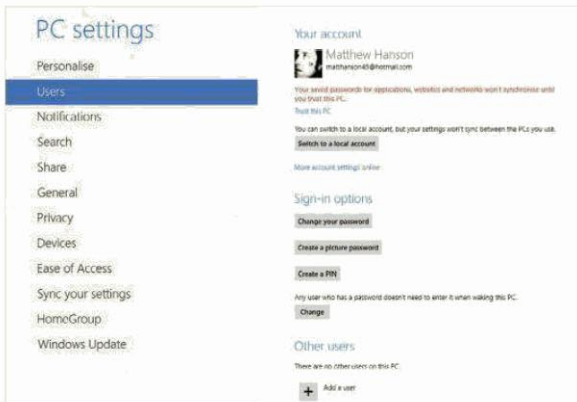 PC settings
Personalise
Users
Notifications
Search
Share
General
Privacy
Devices
Ease of Access
Sync your settings
HomeGroup
Windows Update
Your account
Matthew Hanson
matthanson45@hotmail.com
Your saved passwords for applications, websites and networks won't synchronise until
you trust this PC.
Trust this PC
You can switch to a local account, but your settings won't sync between the PCs you use.
Switch to a local account
More account settings online
Sign-in options
Change your password
Create a picture password
Create a PIN
Any user who has a password doesn't need to enter it when waking this PC.
Change
Other users
There are no other users on this PC.
+ Add a user